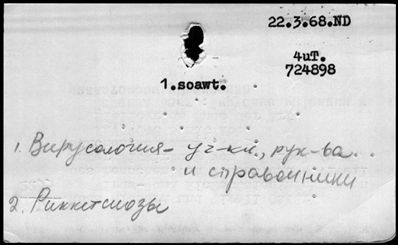 22.3.68.ND
4uT.
724898
1.soawt.
1. Вирусология - уч-ки, рук-ва
и справочники
2. Риккетсиозы